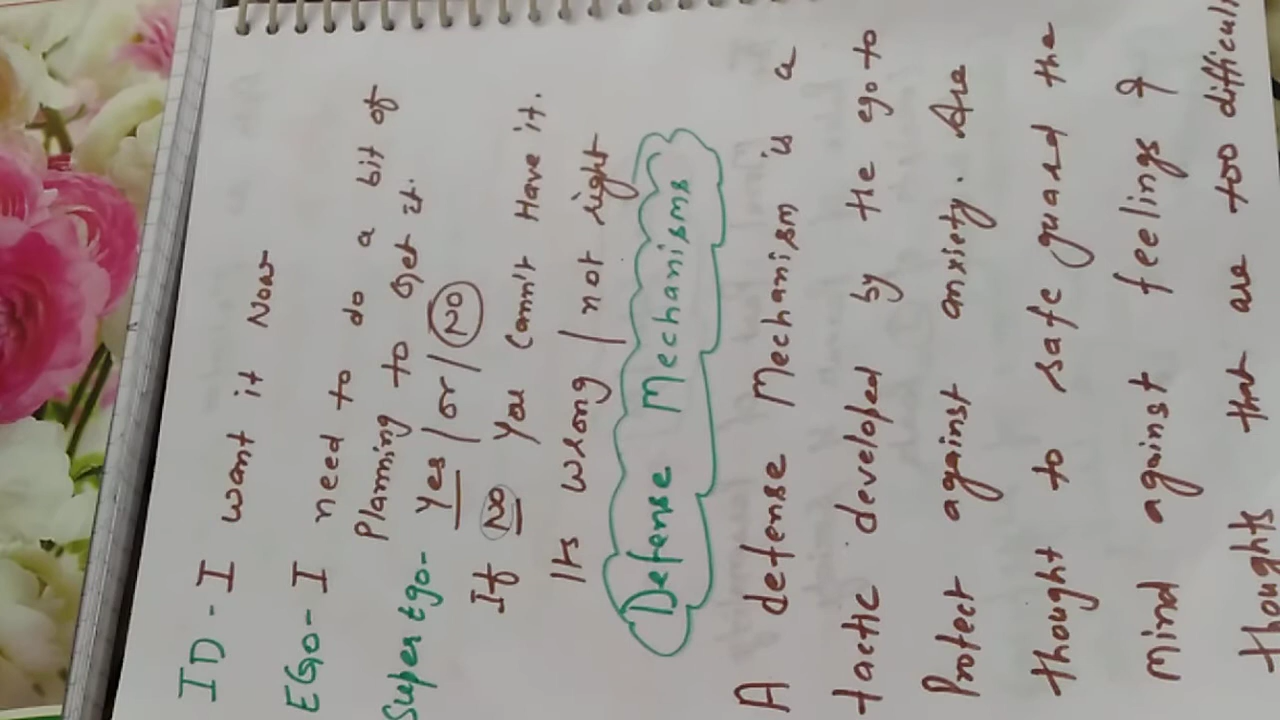 ID - I want it Now
EGO - I need to do a bit of
Planning to Get it.
Super ego - Yes / or / No
If No You Cann't Have it.
Its wrong / not right
Defense Mechanisms
A defense Mechanism is a
tactic developed by the ego to
Protect against anxiety. Are
thought to safe guard the
Mind against feelings &
thoughts that are too difficult